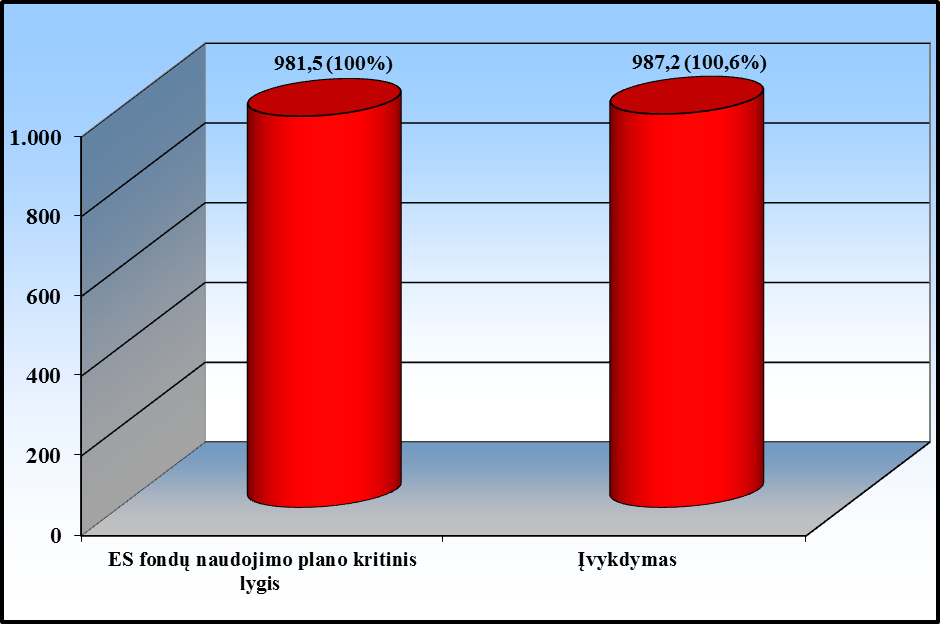 981,5 (100%)
987,2 (100,6%)
1.000
800
600
400
200
0
ES fondų naudojimo plano kritinis
lygis
Įvykdymas